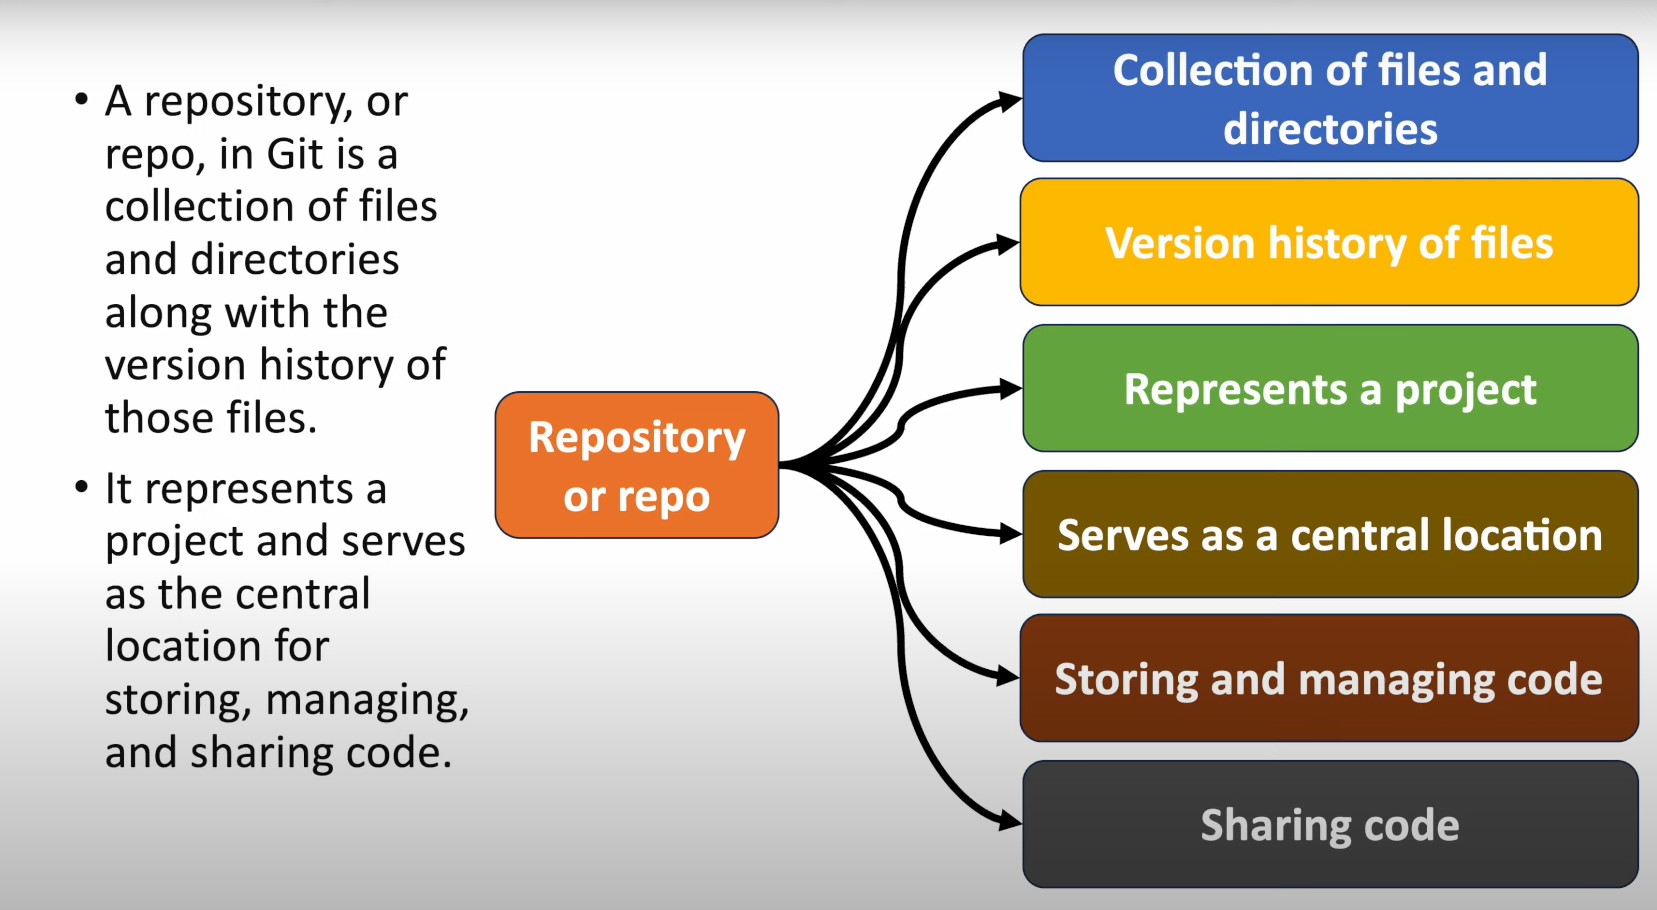 • A repository, or
repo, in Git is a
collection of files
and directories
along with the
version history of
those files.
• It represents a
project and serves
as the central
location for
storing, managing,
and sharing code.
Repository
or repo
Collection of files and
directories
Version history of files
Represents a project
Serves as a central location
Storing and managing code
Sharing code